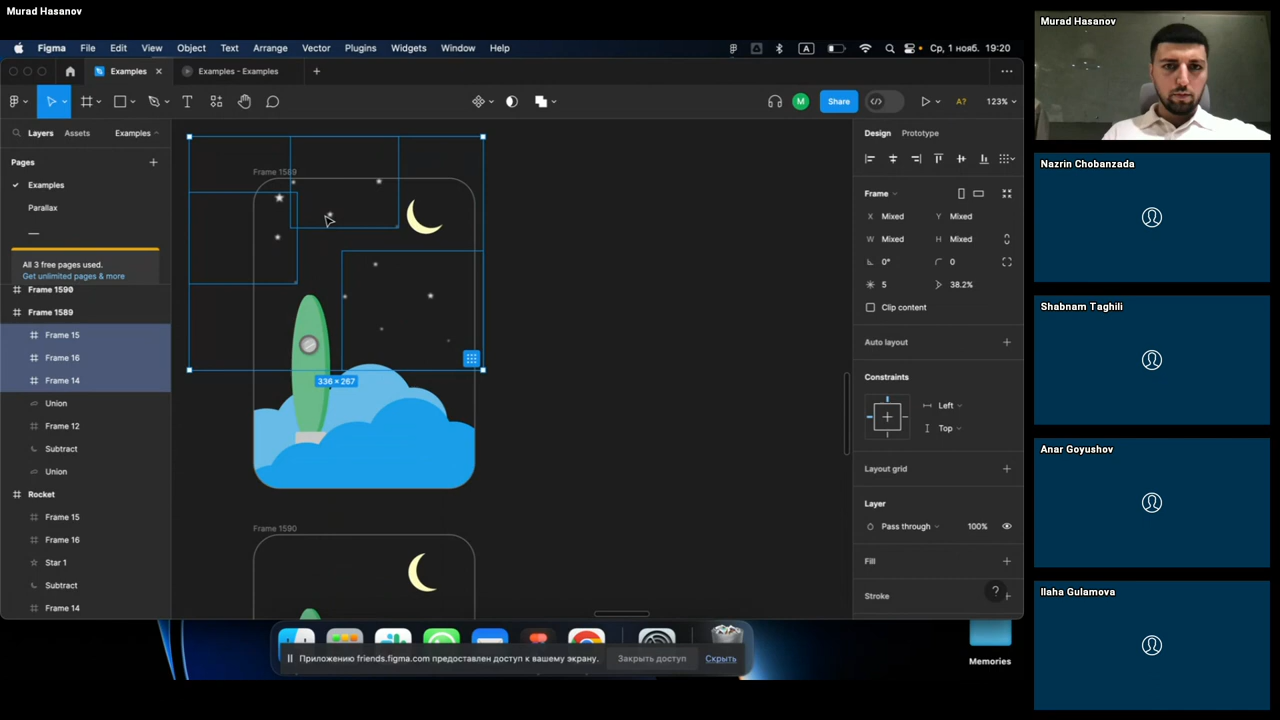 Murad Hasanov
Figma File Edit View Object Text Arrange Vector Plugins Widgets Window Help
A
Ср, 1 нояб. 19:20
Examples
Examples - Examples
M
Share
A?
123%
Layers Assets Examples
Pages
Examples
Parallax
All 3 free pages used.
Get unlimited pages & more
Frame 1590
Frame 1589
Frame 15
Frame 16
Frame 14
Union
Frame 12
Subtract
Union
Rocket
Frame 15
Frame 16
Star 1
Subtract
Frame 14
Frame 1589
336 × 267
Frame 1590
Design Prototype
Frame
X Mixed Y Mixed
W Mixed H Mixed
0° 0
5 38.2%
Clip content
Auto layout
Constraints
Left
Top
Layout grid
Layer
Pass through 100%
Fill
Stroke
?
Приложению friends.figma.com предоставлен доступ к вашему экрану. Закрыть доступ Скрыть
Memories
Murad Hasanov
Nazrin Chobanzada
Shabnam Taghili
Anar Goyushov
Ilaha Gulamova